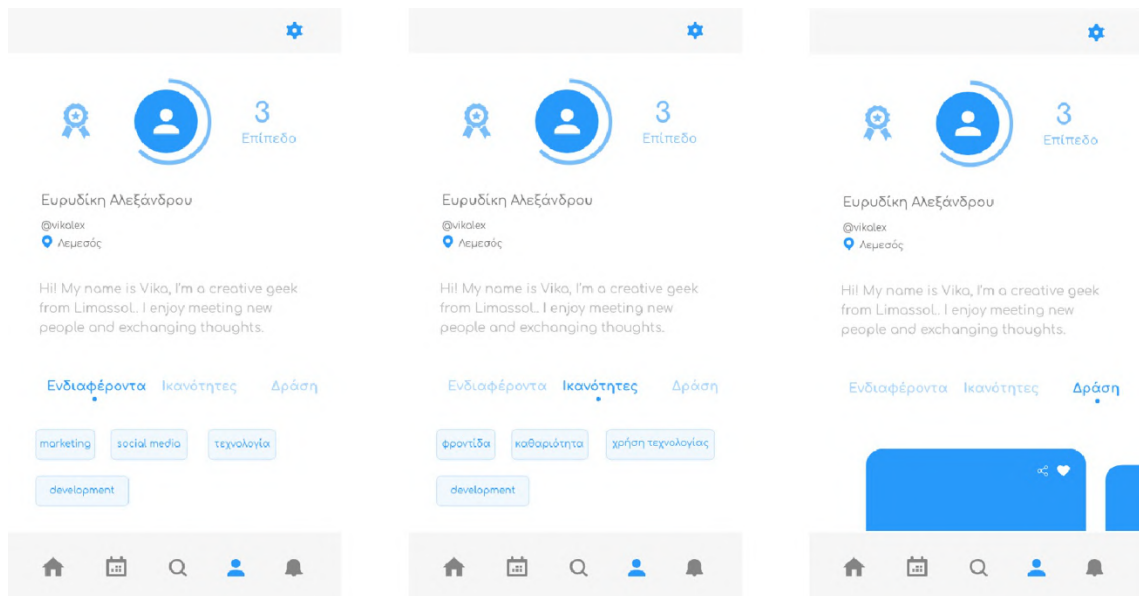 3
Επίπεδο
Ευρυδίκη Αλεξάνδρου
@vikalex
Λεμεσός
Hi! My name is Vika, I'm a creative geek
from Limassol.. I enjoy meeting new
people and exchanging thoughts.
Ενδιαφέροντα Ικανότητες Δράση
marketing social media τεχνολογία
development
3
Επίπεδο
Ευρυδίκη Αλεξάνδρου
@vikalex
Λεμεσός
Hi! My name is Vika, I'm a creative geek
from Limassol.. I enjoy meeting new
people and exchanging thoughts.
Ενδιαφέροντα Ικανότητες Δράση
φροντίδα καθαριότητα χρήση τεχνολογίας
development
3
Επίπεδο
Ευρυδίκη Αλεξάνδρου
@vikalex
Λεμεσός
Hi! My name is Vika, I'm a creative geek
from Limassol.. I enjoy meeting new
people and exchanging thoughts.
Ενδιαφέροντα Ικανότητες Δράση